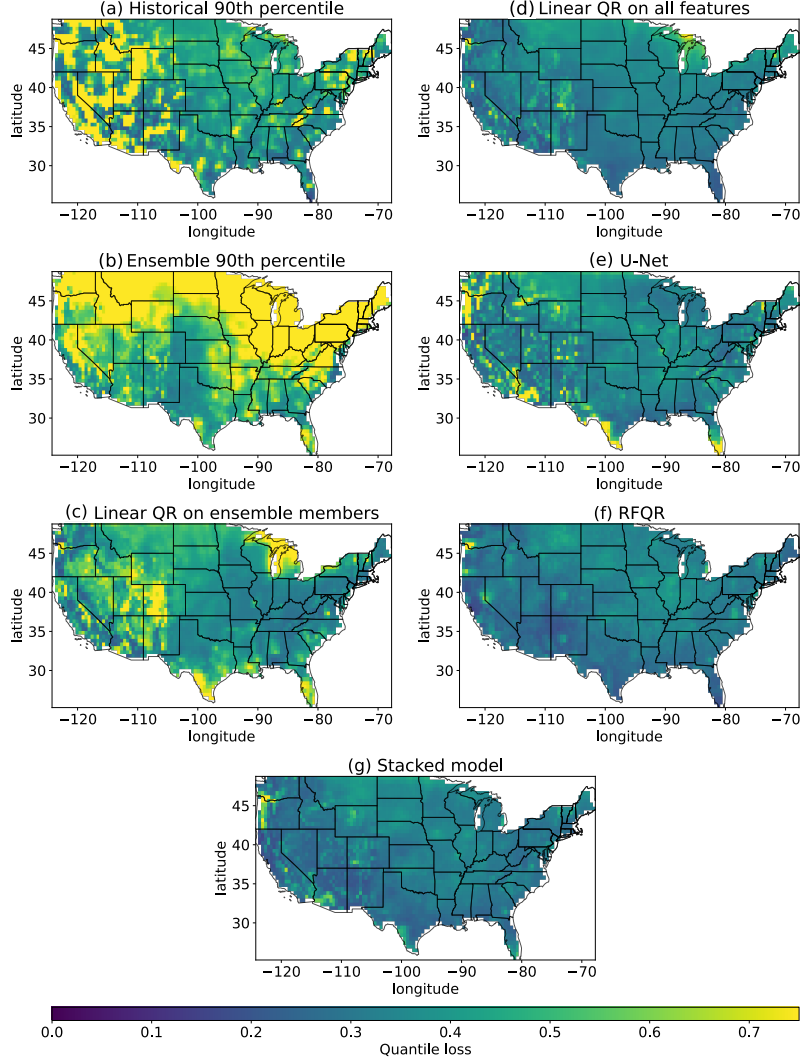 (a) Historical 90th percentile
45
40
35
30
latitude
−120 −110 −100 −90 −80 −70
longitude
(d) Linear QR on all features
45
40
35
30
latitude
−120 −110 −100 −90 −80 −70
longitude
(b) Ensemble 90th percentile
45
40
35
30
latitude
−120 −110 −100 −90 −80 −70
longitude
(e) U-Net
45
40
35
30
latitude
−120 −110 −100 −90 −80 −70
longitude
(c) Linear QR on ensemble members
45
40
35
30
latitude
−120 −110 −100 −90 −80 −70
longitude
(f) RFQR
45
40
35
30
latitude
−120 −110 −100 −90 −80 −70
longitude
(g) Stacked model
45
40
35
30
latitude
−120 −110 −100 −90 −80 −70
longitude
0.0 0.1 0.2 0.3 0.4 0.5 0.6 0.7
Quantile loss